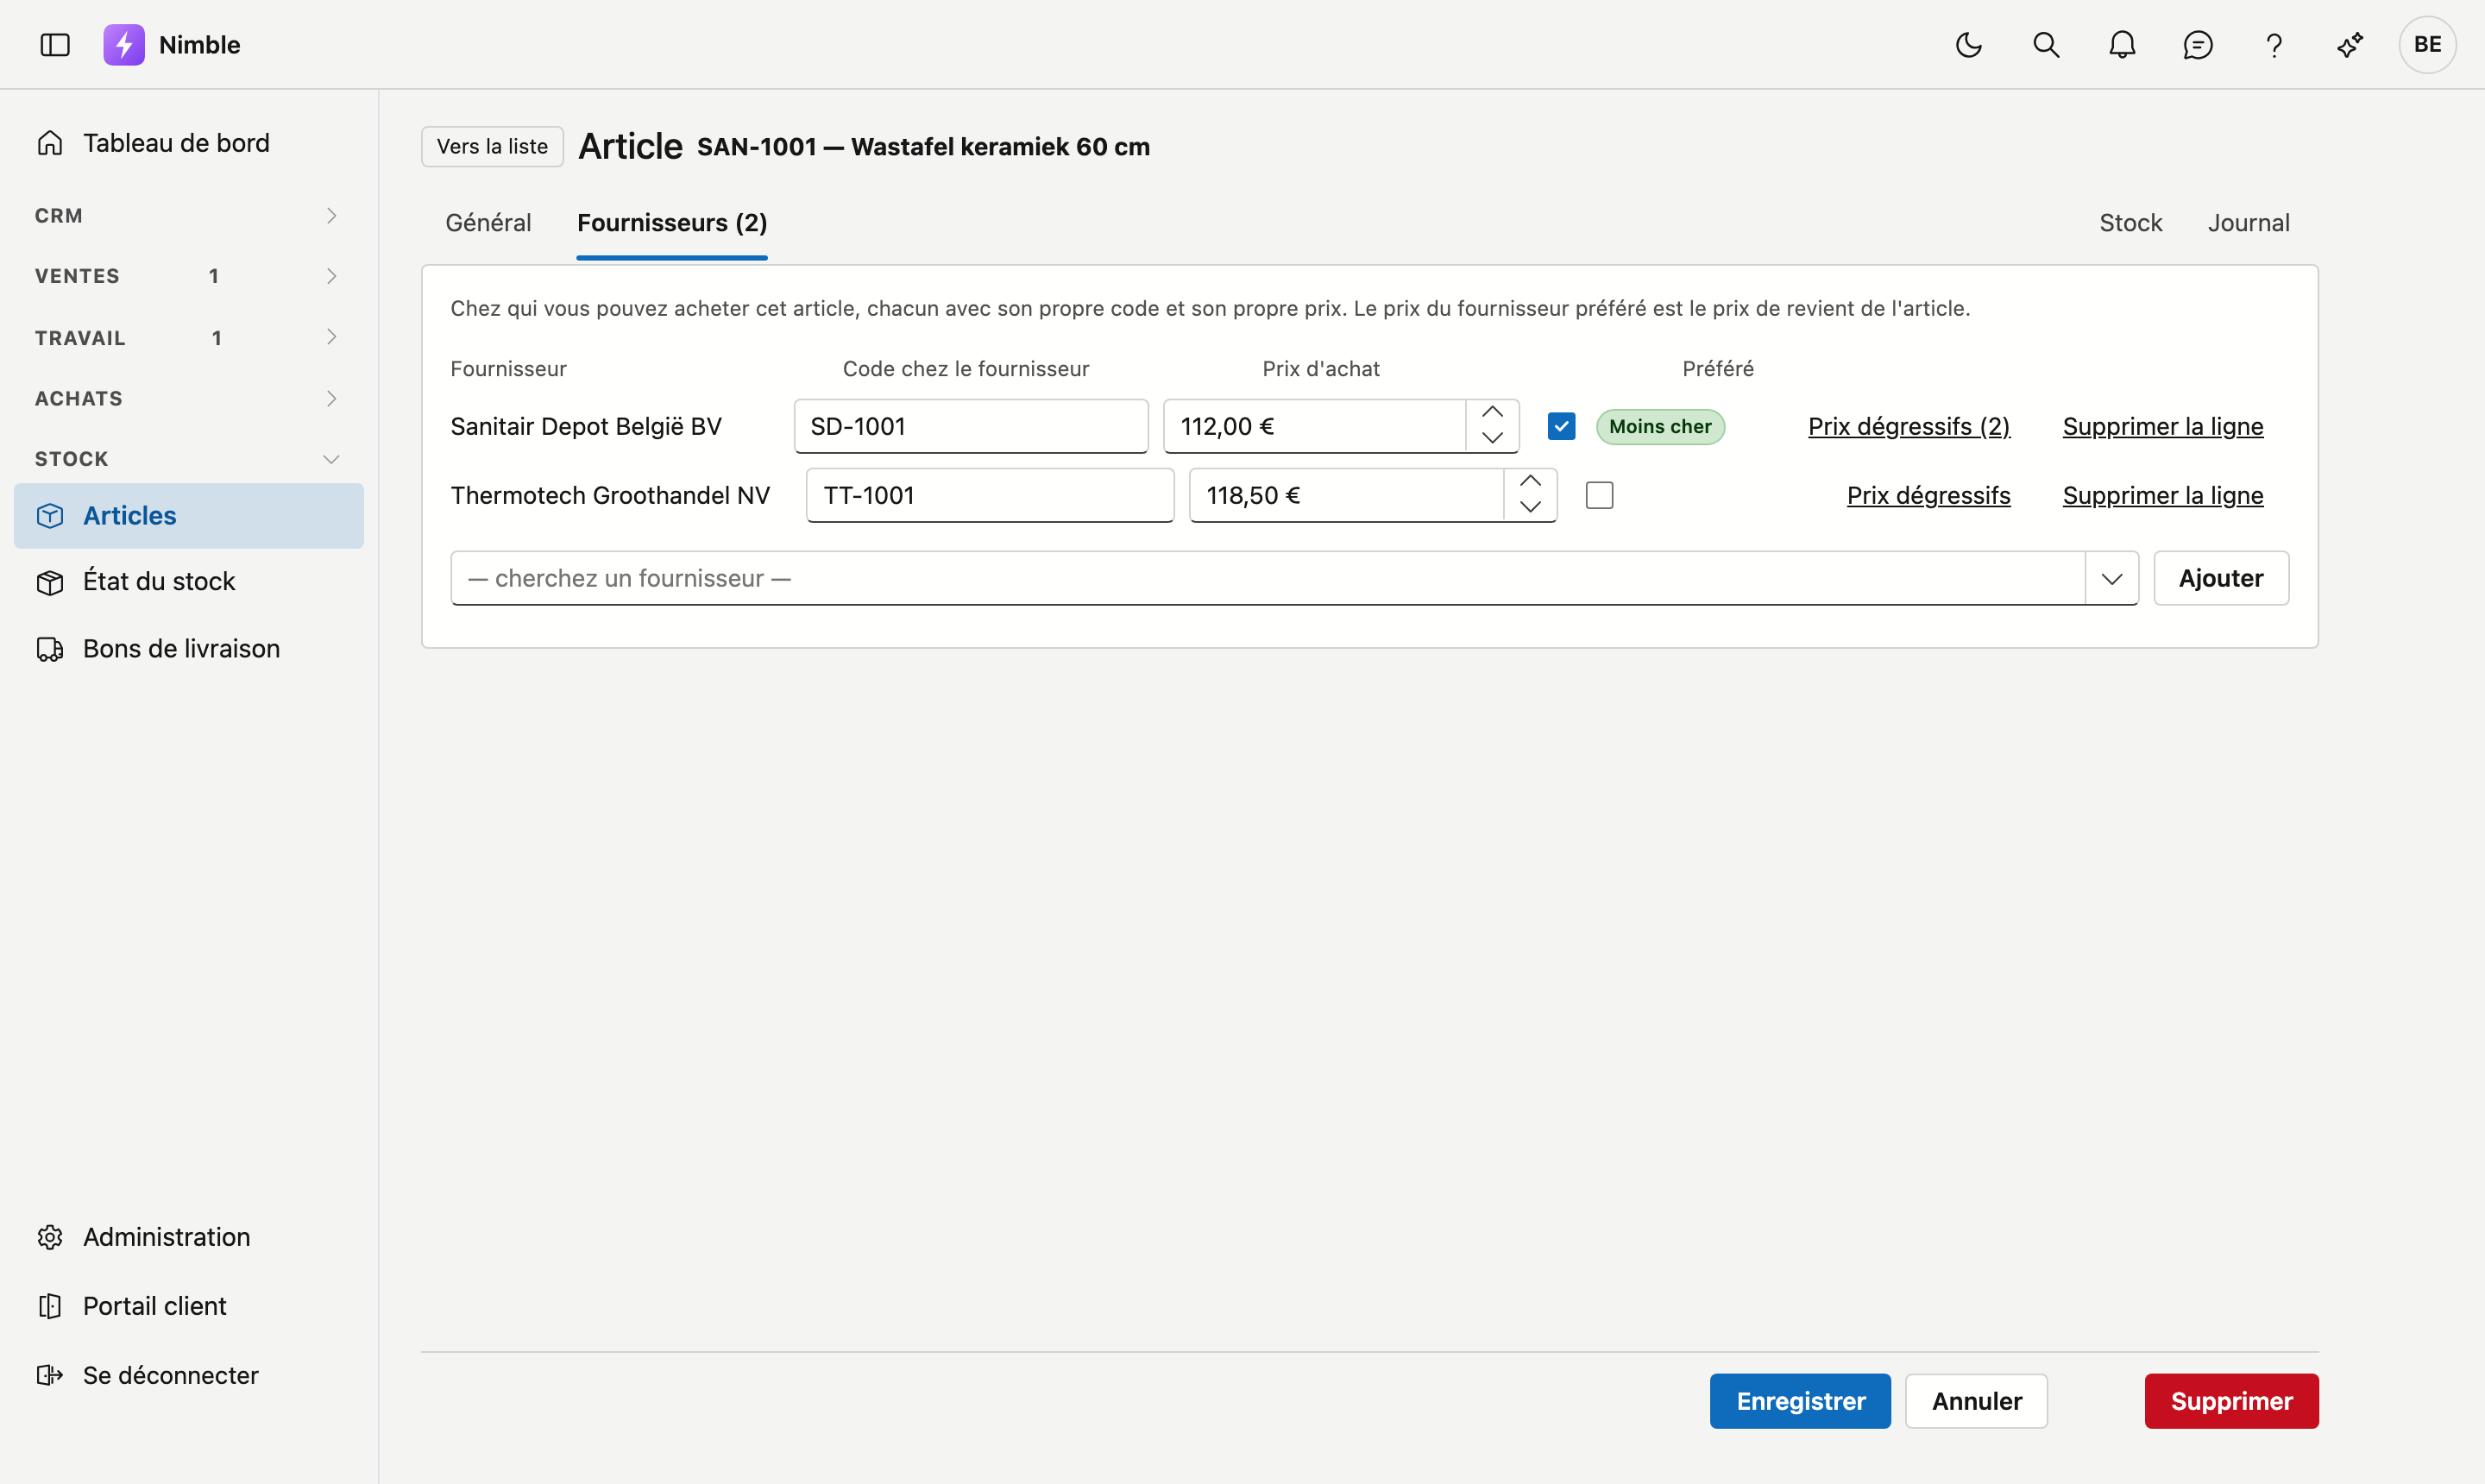 Nimble
BE
Tableau de bord
CRM
VENTES 1
TRAVAIL 1
ACHATS
STOCK
Articles
État du stock
Bons de livraison
Administration
Portail client
Se déconnecter
Vers la liste Article SAN-1001 — Wastafel keramiek 60 cm
Général Fournisseurs (2) Stock Journal
Chez qui vous pouvez acheter cet article, chacun avec son propre code et son propre prix. Le prix du fournisseur préféré est le prix de revient de l'article.
Fournisseur Code chez le fournisseur Prix d'achat Préféré
Sanitair Depot België BV SD-1001 112,00 € Moins cher Prix dégressifs (2) Supprimer la ligne
Thermotech Groothandel NV TT-1001 118,50 € Prix dégressifs Supprimer la ligne
— cherchez un fournisseur — Ajouter
Enregistrer Annuler Supprimer